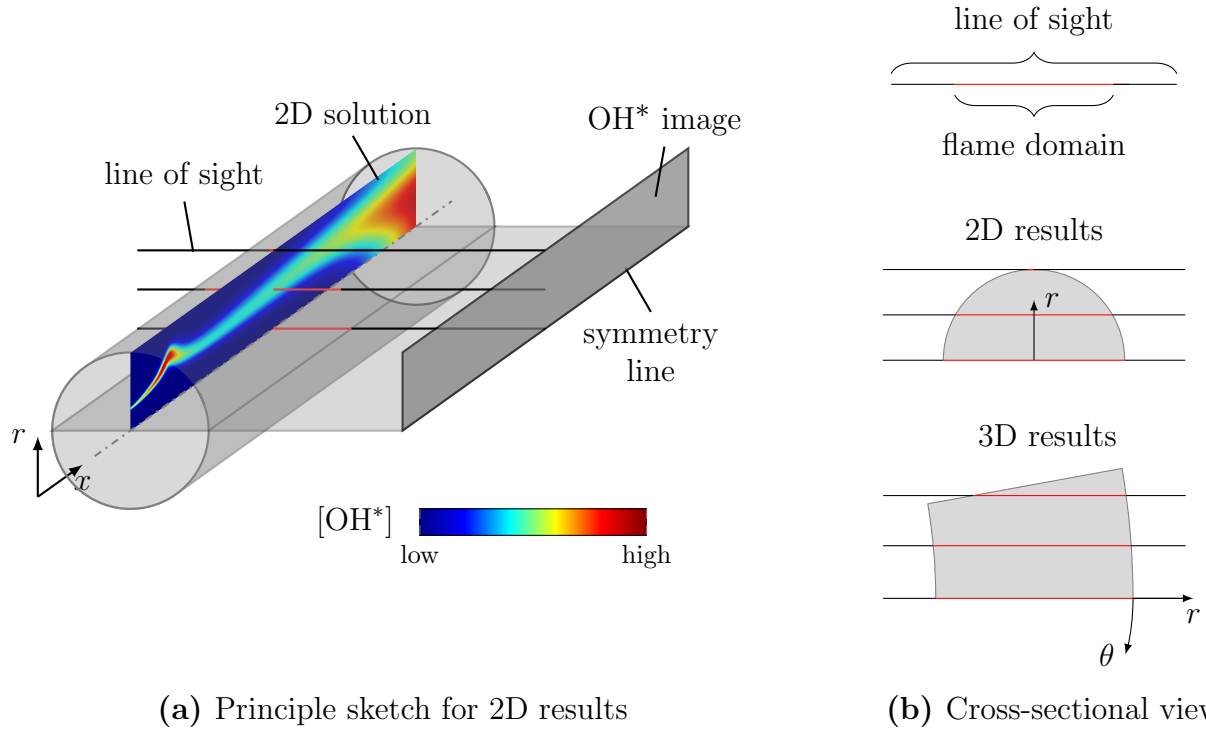 2D solution
OH* image
line of sight
symmetry
line
r
x
[OH*]
low
high
(a) Principle sketch for 2D results
line of sight
flame domain
2D results
r
3D results
r
θ
(b) Cross-sectional view